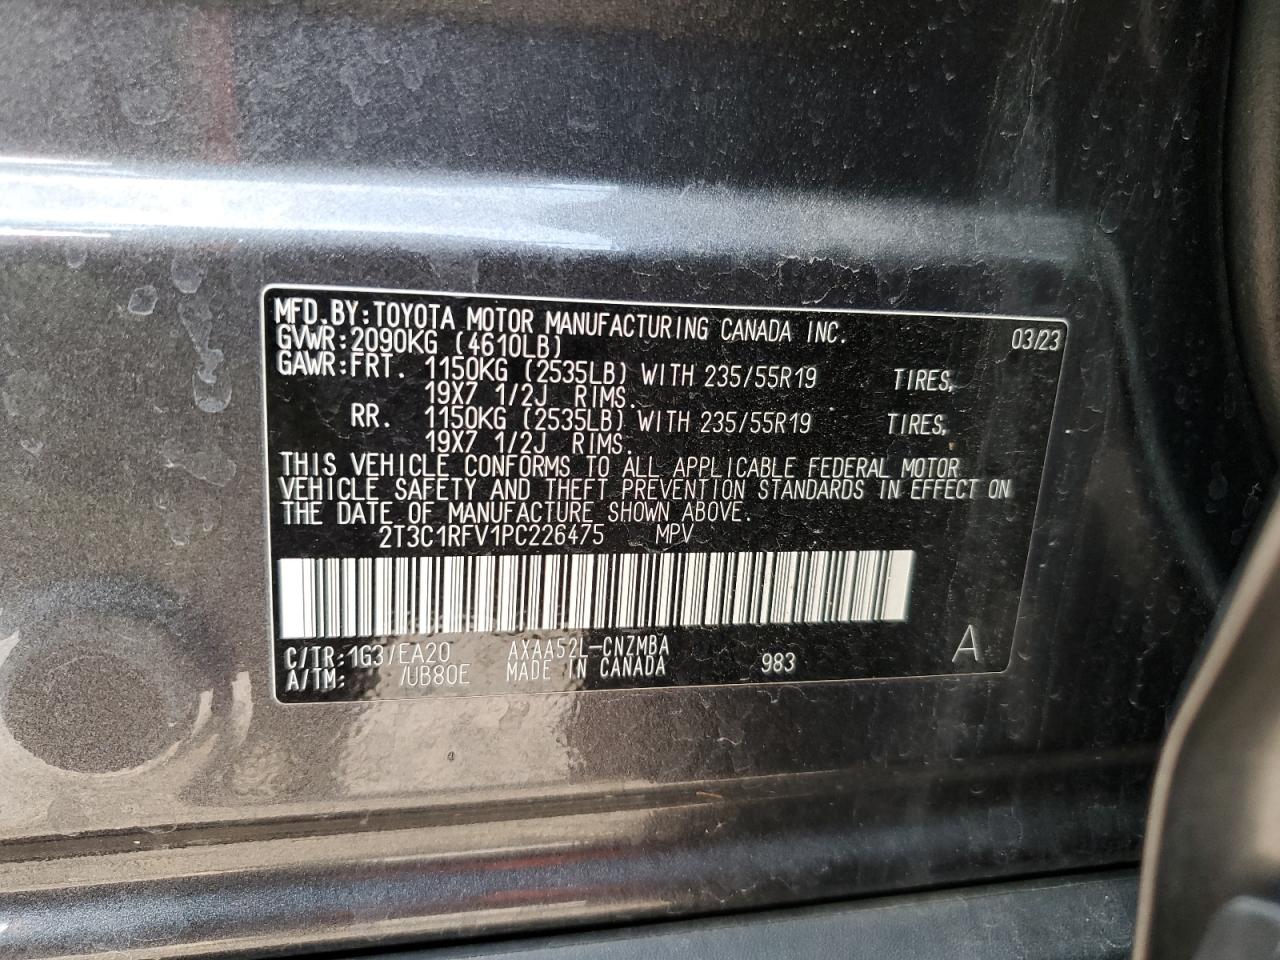 MFD.BY:TOYOTA MOTOR MANUFACTURING CANADA INC. 03/23
GVWR:2090KG (4610LB)
GAWR:FRT. 1150KG (2535LB) WITH 235/55R19 TIRES,
19X7 1/2J RIMS.
RR. 1150KG (2535LB) WITH 235/55R19 TIRES,
19X7 1/2J RIMS.
THIS VEHICLE CONFORMS TO ALL APPLICABLE FEDERAL MOTOR
VEHICLE SAFETY AND THEFT PREVENTION STANDARDS IN EFFECT ON
THE DATE OF MANUFACTURE SHOWN ABOVE.
2T3C1RFV1PC226475 MPV
C/TR:1G3/EA20 AXAA52L-CNZMBA
A/TM: /UB80E MADE IN CANADA 983 A